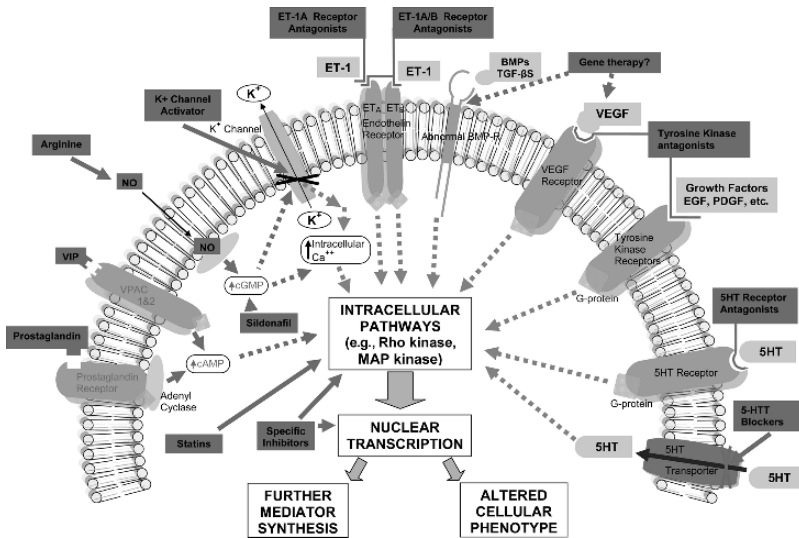 ET-1A Receptor
Antagonists
ET-1A/B Receptor
Antagonists
ET-1
ET-1
BMPs
TGF-βS
Gene therapy?
K+ Channel
Activator
K+
K+ Channel
ETA
ETB
Endothelin
Receptor
Abnormal BMP-R
VEGF
VEGF
Receptor
Tyrosine Kinase
antagonists
Arginine
NO
NO
K+
Growth Factors
EGF, PDGF, etc.
Intracellular
Ca++
Tyrosine
Kinase
Receptors
G-protein
VIP
VPAC
1&2
cGMP
Sildenafil
INTRACELLULAR
PATHWAYS
(e.g., Rho kinase,
MAP kinase)
5HT Receptor
Antagonists
5HT
Prostaglandin
Prostaglandin
Receptor
cAMP
Adenyl
Cyclase
5HT Receptor
G-protein
Statins
Specific
Inhibitors
NUCLEAR
TRANSCRIPTION
5-HTT
Blockers
5HT
5HT
Transporter
5HT
FURTHER
MEDIATOR
SYNTHESIS
ALTERED
CELLULAR
PHENOTYPE